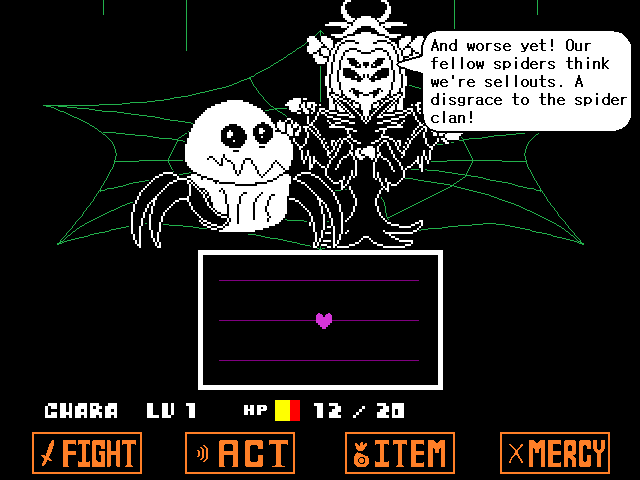 And worse yet! Our
fellow spiders think
we're sellouts. A
disgrace to the spider
clan!
CHARA LV 1 HP 12 / 20
FIGHT ACT ITEM MERCY